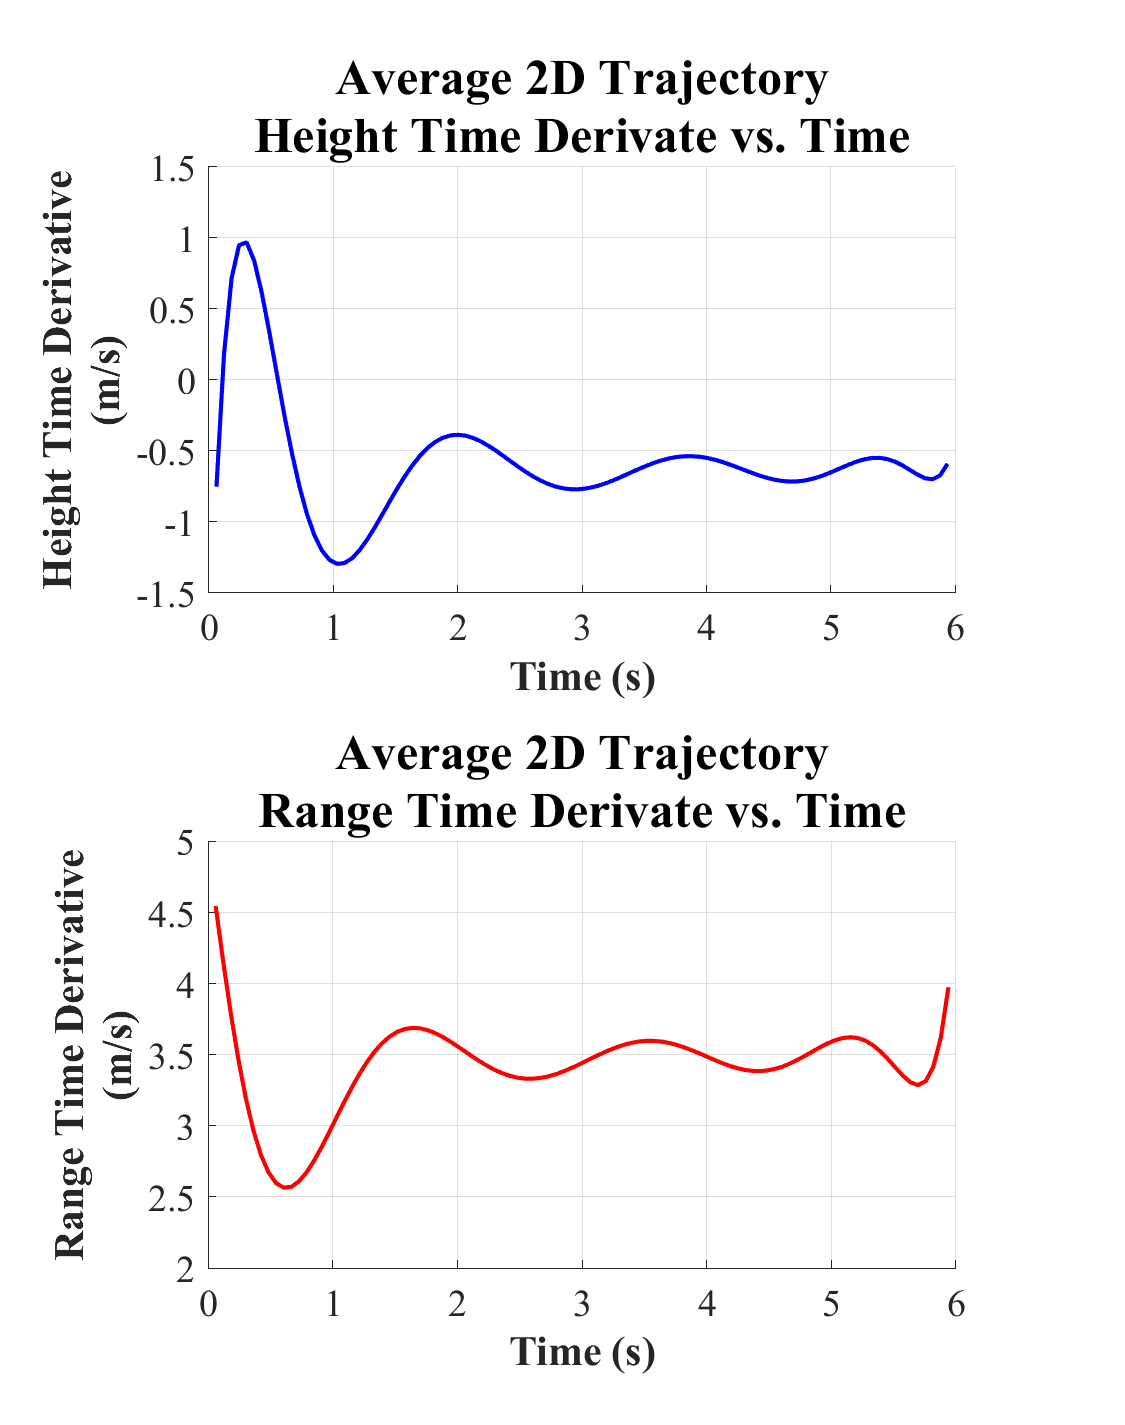 Average 2D Trajectory
Height Time Derivate vs. Time
Height Time Derivative
(m/s)
1.5
1
0.5
0
-0.5
-1
-1.5
0 1 2 3 4 5 6
Time (s)
Average 2D Trajectory
Range Time Derivate vs. Time
Range Time Derivative
(m/s)
5
4.5
4
3.5
3
2.5
2
0 1 2 3 4 5 6
Time (s)